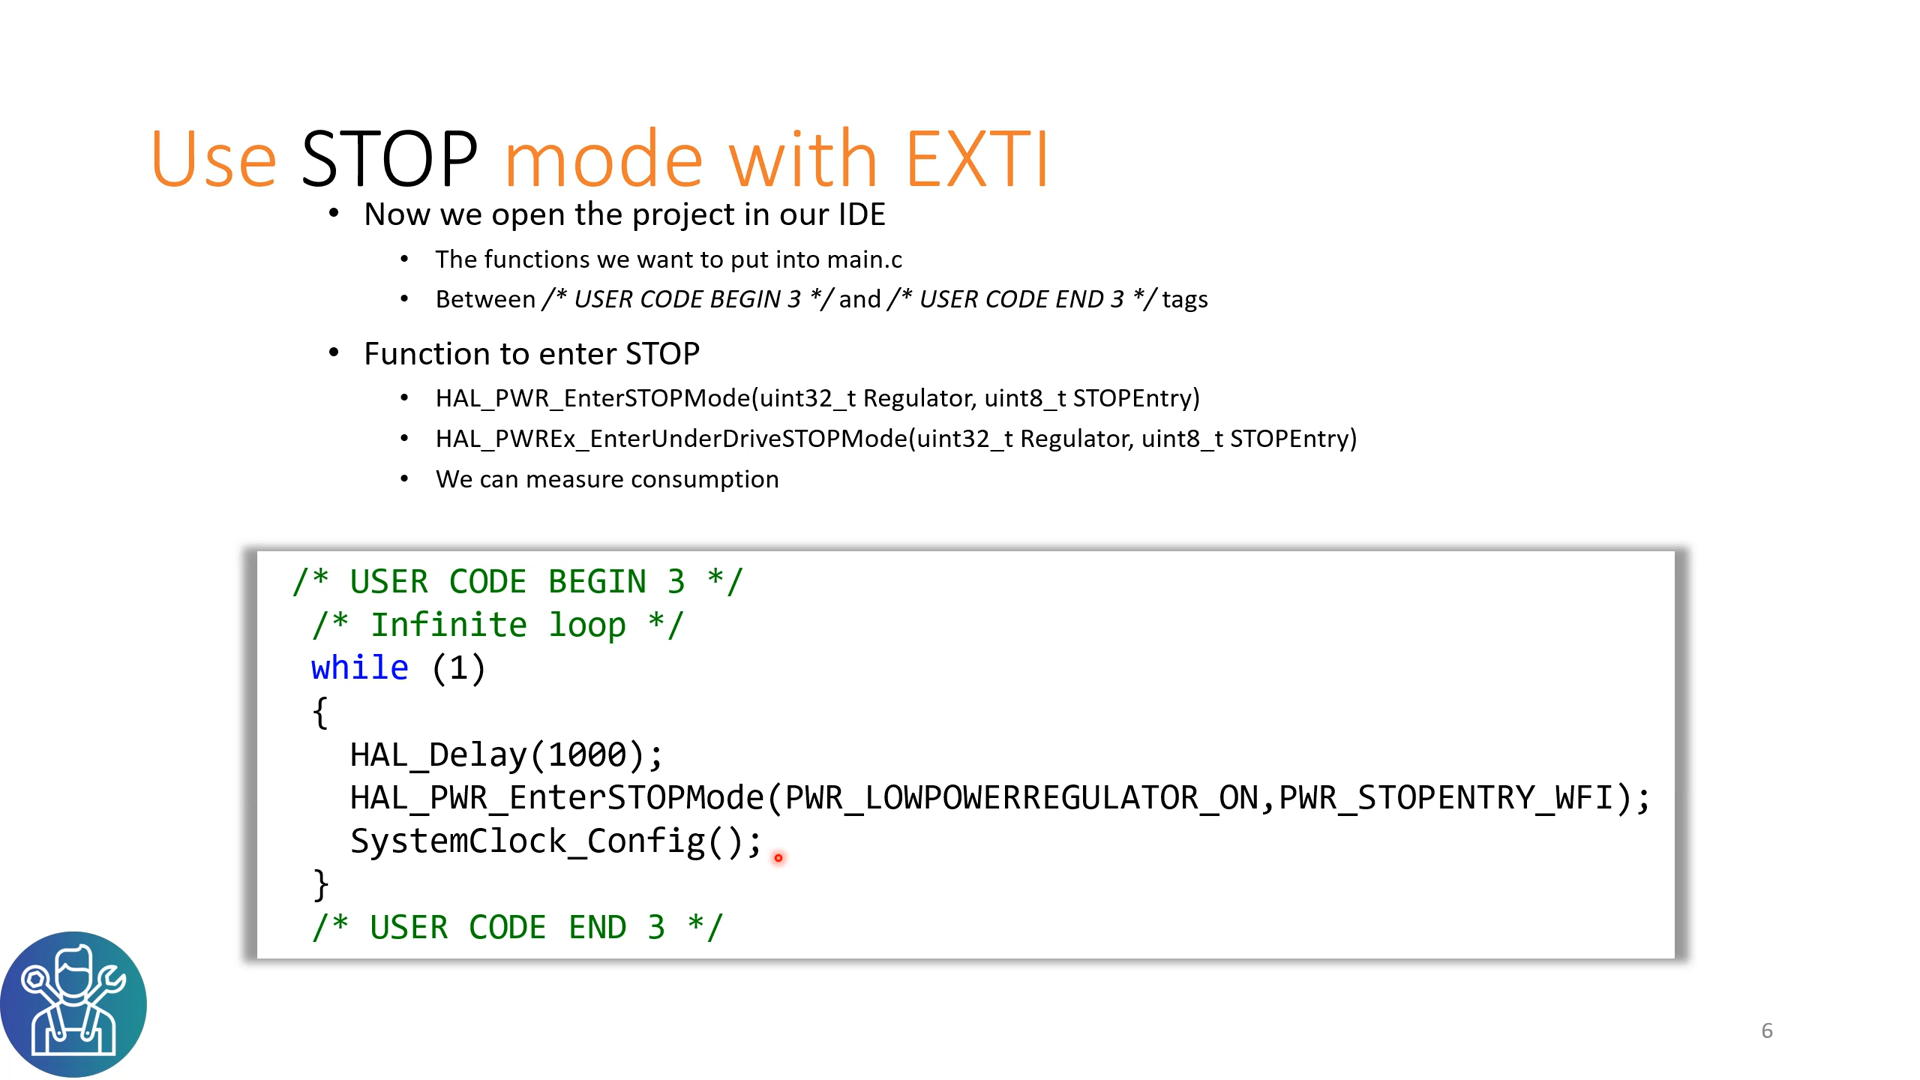 Use STOP mode with EXTI
• Now we open the project in our IDE
• The functions we want to put into main.c
• Between /* USER CODE BEGIN 3 */ and /* USER CODE END 3 */ tags
• Function to enter STOP
• HAL_PWR_EnterSTOPMode(uint32_t Regulator, uint8_t STOPEntry)
• HAL_PWREx_EnterUnderDriveSTOPMode(uint32_t Regulator, uint8_t STOPEntry)
• We can measure consumption
/* USER CODE BEGIN 3 */
/* Infinite loop */
while (1)
{
HAL_Delay(1000);
HAL_PWR_EnterSTOPMode(PWR_LOWPOWERREGULATOR_ON,PWR_STOPENTRY_WFI);
SystemClock_Config();
}
/* USER CODE END 3 */
6